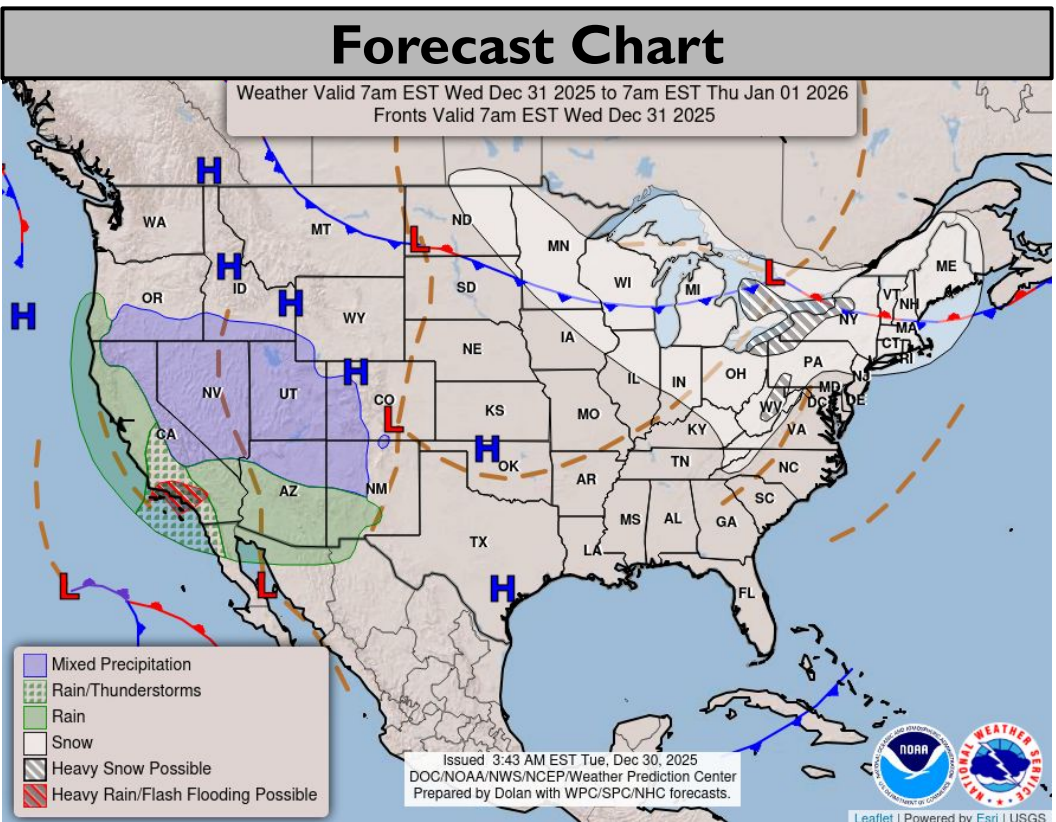 Forecast Chart
Weather Valid 7am EST Wed Dec 31 2025 to 7am EST Thu Jan 01 2026
Fronts Valid 7am EST Wed Dec 31 2025
H
WA
MT
ND
L
MN
ME
H
ID
L
VT
NH
OR
H
SD
WI
MI
H
WY
NY
MA
CT
RI
IA
NE
PA
NJ
OH
IL
IN
MD
DE
DC
NV
UT
H
CO
L
KS
MO
WV
VA
KY
CA
H
OK
TN
NC
AZ
NM
AR
SC
MS
AL
GA
TX
LA
L
L
H
FL
Mixed Precipitation
Rain/Thunderstorms
Rain
Snow
Heavy Snow Possible
Heavy Rain/Flash Flooding Possible
Issued 3:43 AM EST Tue, Dec 30, 2025
DOC/NOAA/NWS/NCEP/Weather Prediction Center
Prepared by Dolan with WPC/SPC/NHC forecasts.
NOAA
NATIONAL WEATHER SERVICE
Leaflet | Powered by Esri | USGS